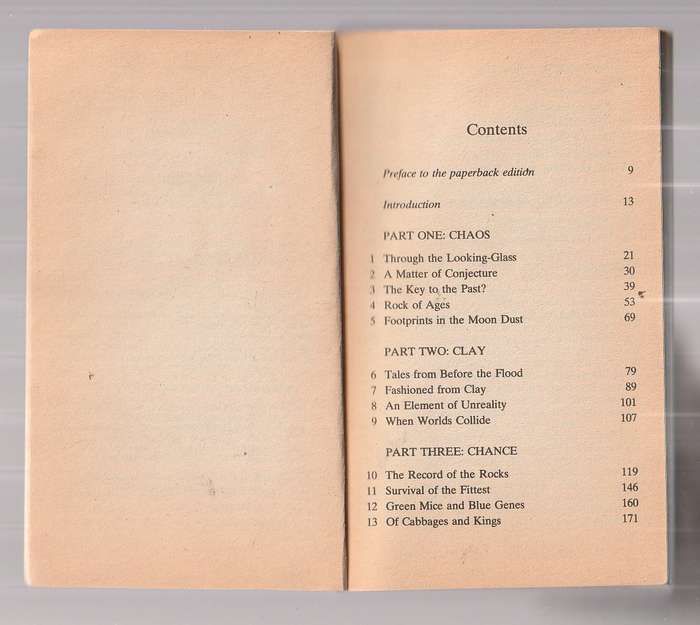 Contents
Preface to the paperback edition 9
Introduction 13
PART ONE: CHAOS
1 Through the Looking-Glass 21
2 A Matter of Conjecture 30
3 The Key to the Past? 39
4 Rock of Ages 53
5 Footprints in the Moon Dust 69
PART TWO: CLAY
6 Tales from Before the Flood 79
7 Fashioned from Clay 89
8 An Element of Unreality 101
9 When Worlds Collide 107
PART THREE: CHANCE
10 The Record of the Rocks 119
11 Survival of the Fittest 146
12 Green Mice and Blue Genes 160
13 Of Cabbages and Kings 171